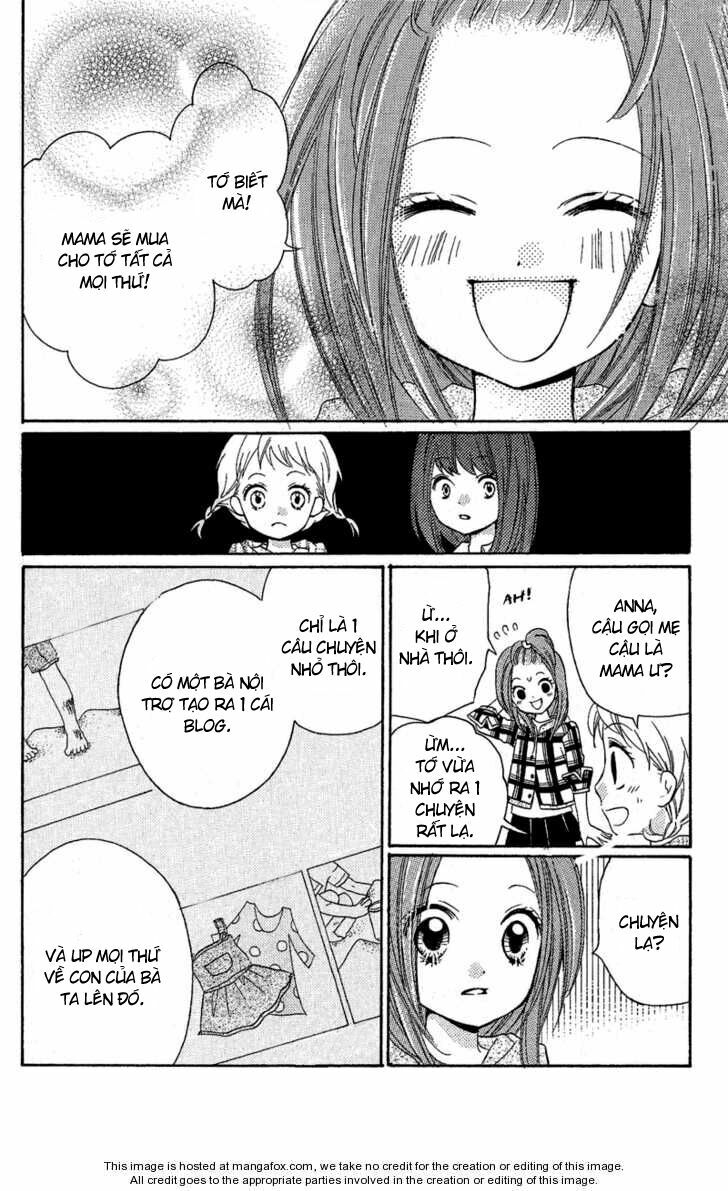 TỚ BIẾT
MÀ!
MAMA SẼ MUA
CHO TỚ TẤT CẢ
MỌI THỨ!
ANNA,
CẬU GỌI MẸ
CẬU LÀ
MAMA Ư?
AH!
Ừ...
KHI Ở
NHÀ THÔI.
ỪM...
TỚ VỪA
NHỚ RA 1
CHUYỆN
RẤT LẠ.
CHUYỆN
LẠ?
CHỈ LÀ 1
CÂU CHUYỆN
NHỎ THÔI.
CÓ MỘT BÀ NỘI
TRỢ TẠO RA 1 CÁI
BLOG.
VÀ UP MỌI THỨ
VỀ CON CỦA BÀ
TA LÊN ĐÓ.
This image is hosted at mangafox.com, we take no credit for the creation or editing of this image.
All credit goes to the appropriate parties involved in the creation and editing of this image.